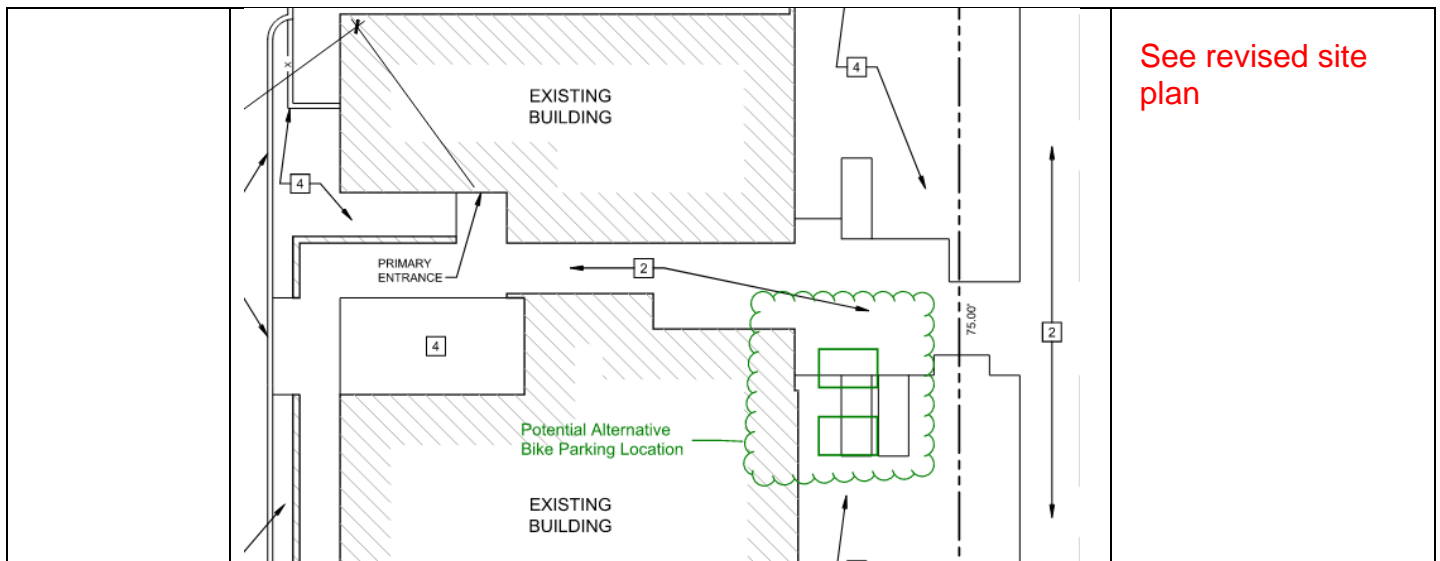 See revised site
plan
4
EXISTING
BUILDING
x
4
PRIMARY
ENTRANCE
2
75.00'
2
4
Potential Alternative
Bike Parking Location
EXISTING
BUILDING